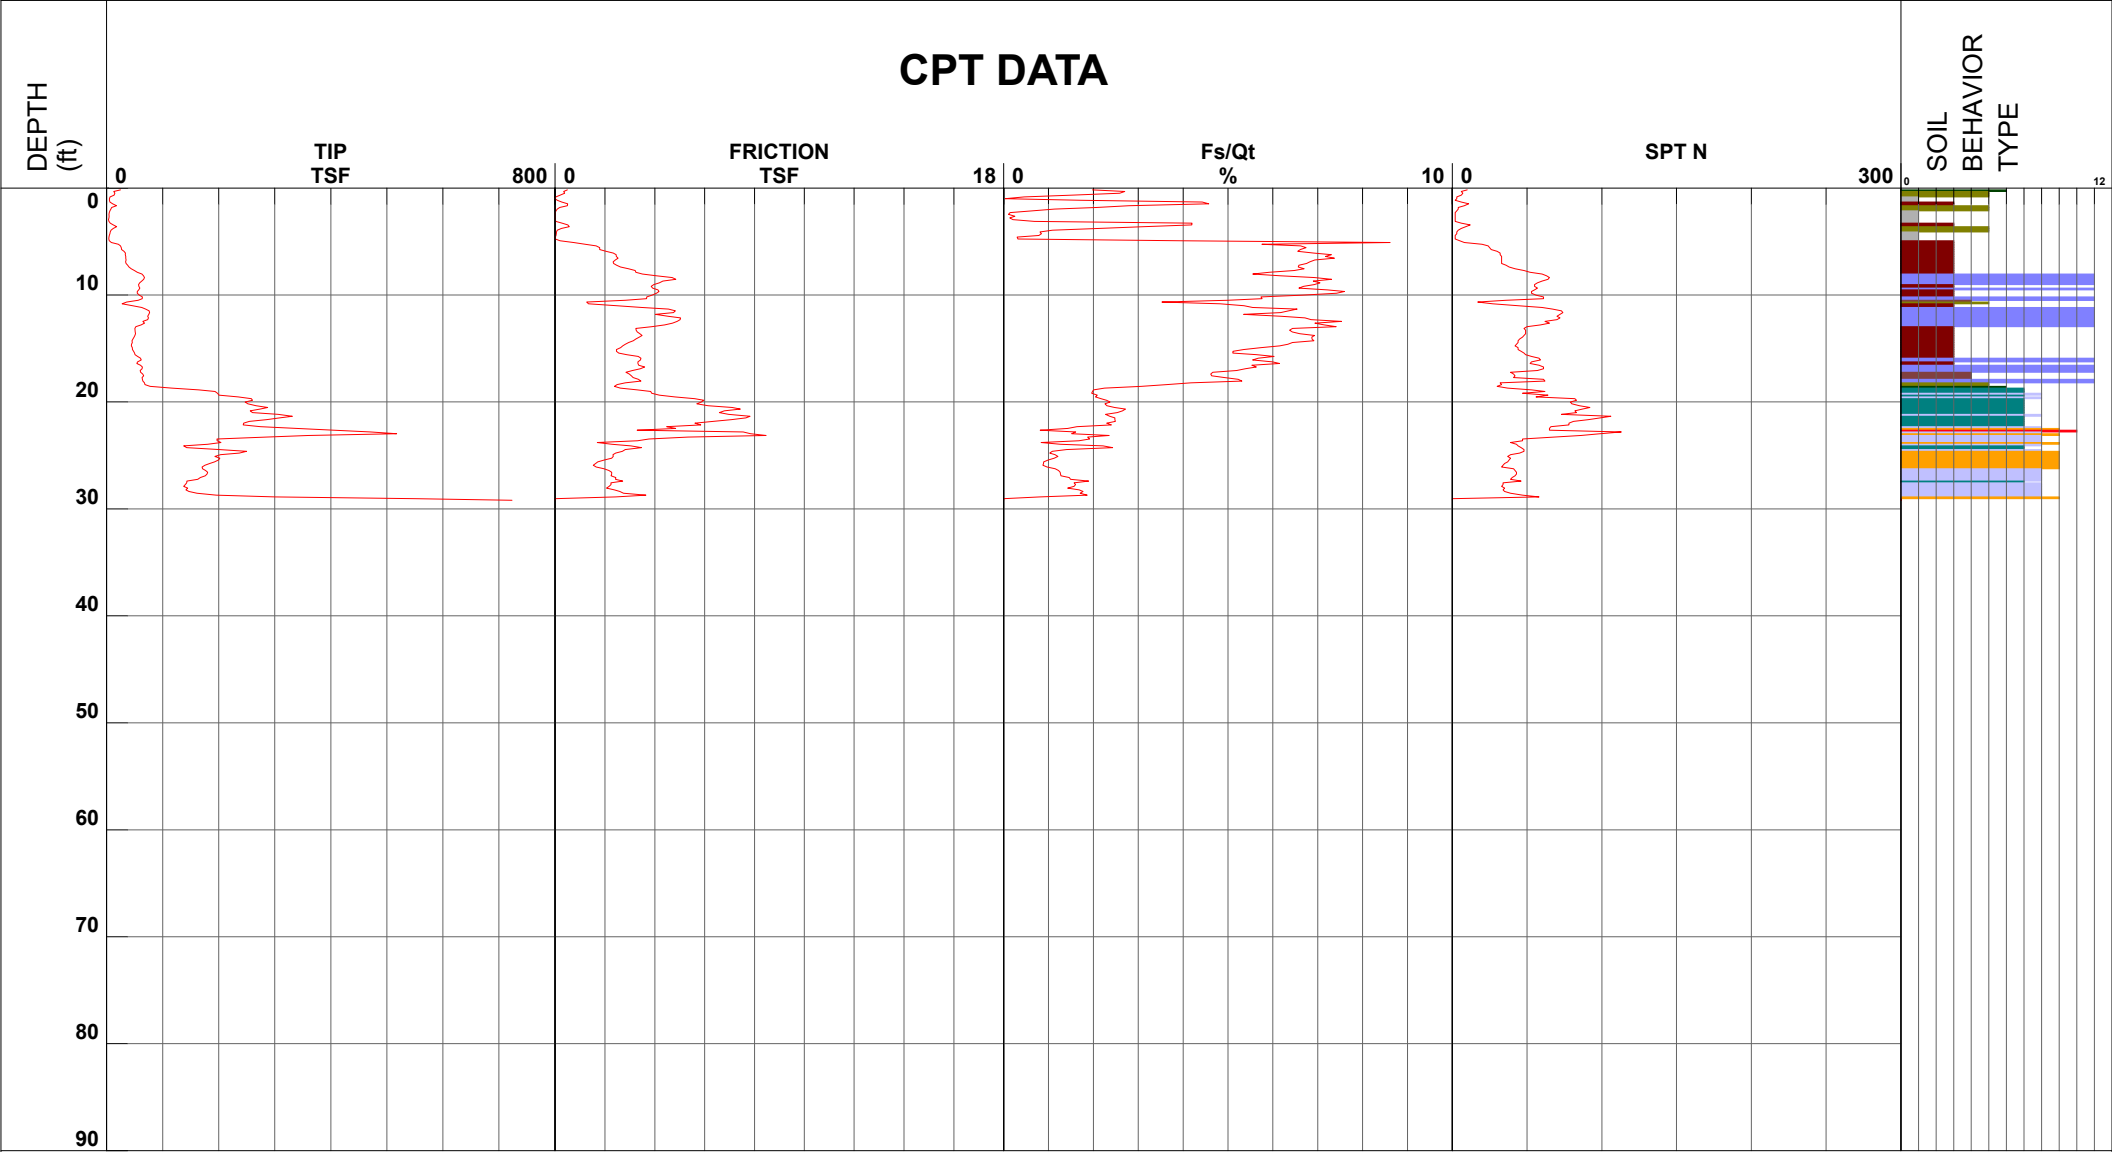 CPT DATA
DEPTH
(ft)
SOIL
BEHAVIOR
TYPE
TIP
FRICTION
Fs/Qt
SPT N
0 TSF 800
0 TSF 18
0 % 10
0 300
0 12
0
10
20
30
40
50
60
70
80
90